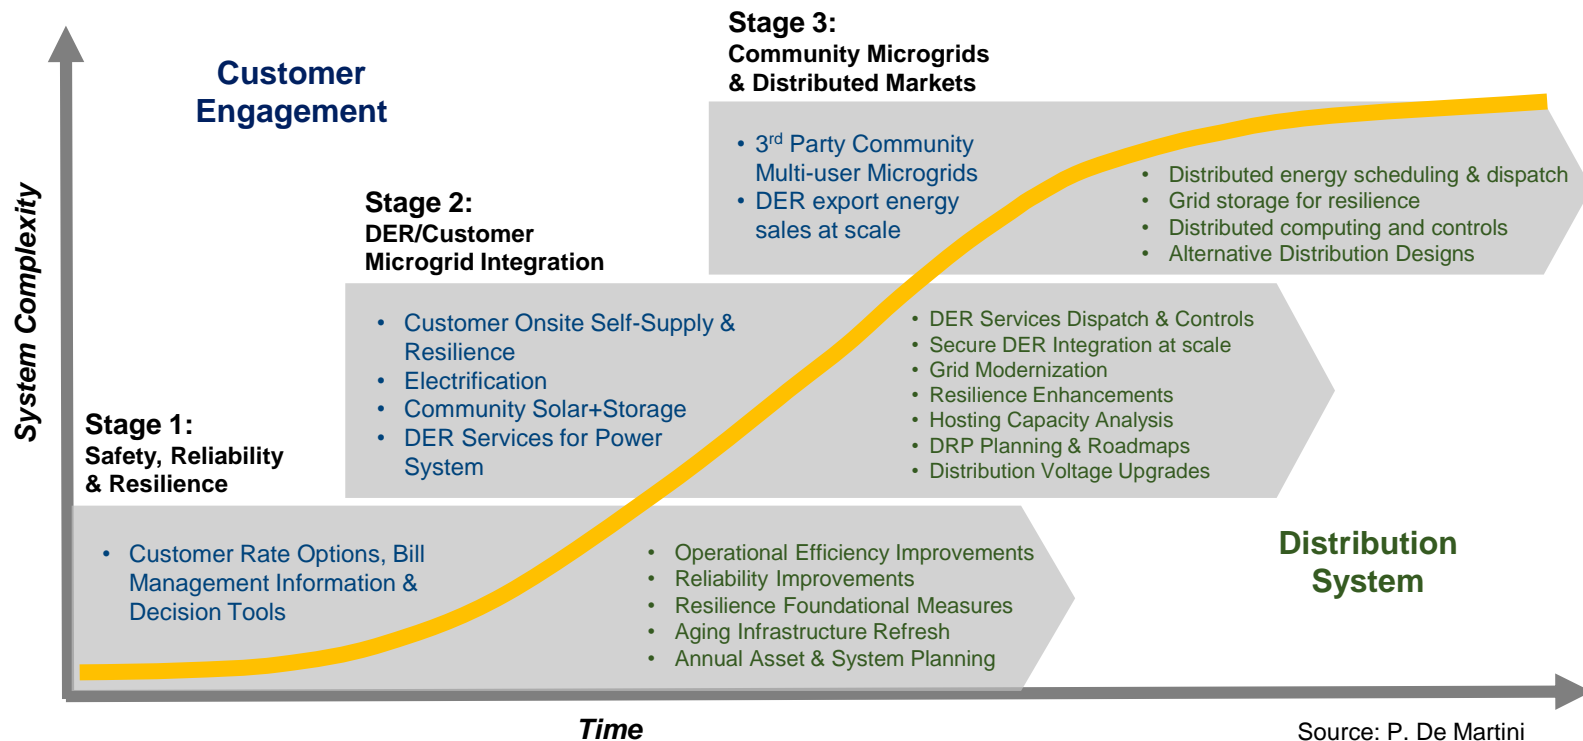 Stage 3:
Community Microgrids
& Distributed Markets
Customer
Engagement
• 3rd Party Community
Multi-user Microgrids
• DER export energy
sales at scale
• Distributed energy scheduling & dispatch
• Grid storage for resilience
• Distributed computing and controls
• Alternative Distribution Designs
Stage 2:
DER/Customer
Microgrid Integration
• Customer Onsite Self-Supply &
Resilience
• Electrification
• Community Solar+Storage
• DER Services for Power
System
• DER Services Dispatch & Controls
• Secure DER Integration at scale
• Grid Modernization
• Resilience Enhancements
• Hosting Capacity Analysis
• DRP Planning & Roadmaps
• Distribution Voltage Upgrades
System Complexity
Stage 1:
Safety, Reliability
& Resilience
• Customer Rate Options, Bill
Management Information &
Decision Tools
• Operational Efficiency Improvements
• Reliability Improvements
• Resilience Foundational Measures
• Aging Infrastructure Refresh
• Annual Asset & System Planning
Distribution
System
Time
Source: P. De Martini